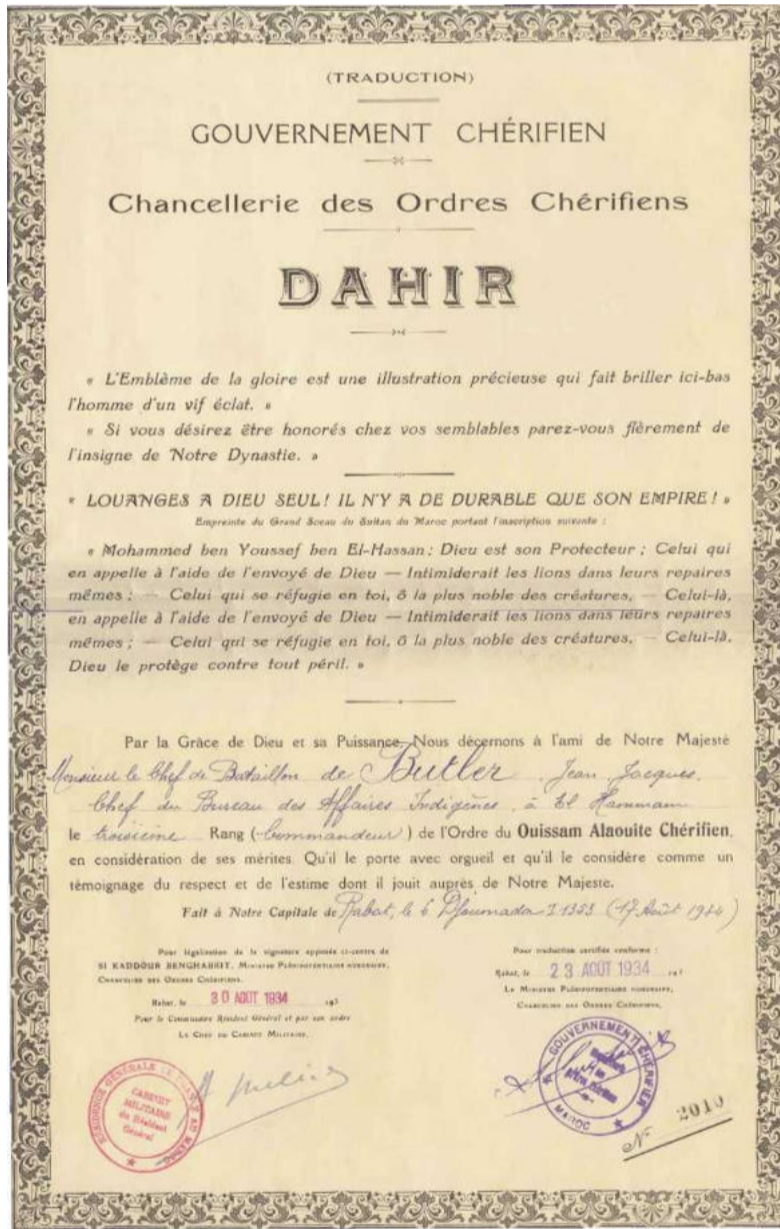 (TRADUCTION)
GOUVERNEMENT CHÉRIFIEN
Chancellerie des Ordres Chérifiens
DAHIR
« L'Emblème de la gloire est une illustration précieuse qui fait briller ici-bas
l'homme d'un vif éclat. »
« Si vous désirez être honorés chez vos semblables parez-vous fièrement de
l'insigne de Notre Dynastie. »
« LOUANGES A DIEU SEUL ! IL N'Y A DE DURABLE QUE SON EMPIRE ! »
Empreinte du Grand Sceau du Sultan du Maroc portant l'inscription suivante :
« Mohammed ben Youssef ben El-Hassan ; Dieu est son Protecteur ; Celui qui
en appelle à l'aide de l'envoyé de Dieu — Intimiderait les lions dans leurs repaires
mêmes ; — Celui qui se réfugie en toi, ô la plus noble des créatures, — Celui-là,
en appelle à l'aide de l'envoyé de Dieu — Intimiderait les lions dans leurs repaires
mêmes ; — Celui qui se réfugie en toi, ô la plus noble des créatures, — Celui-là,
Dieu le protège contre tout péril. »
Par la Grâce de Dieu et sa Puissance, Nous décernons à l'ami de Notre Majesté
Monsieur le Chef de Bataillon de Butler, Jean, Jacques,
Chef du Bureau des Affaires Indigènes à El Hammam
le troisième Rang (Commandeur) de l'Ordre du Ouissam Alaouite Chérifien,
en considération de ses mérites. Qu'il le porte avec orgueil et qu'il le considère comme un
témoignage du respect et de l'estime dont il jouit auprès de Notre Majeste.
Fait à Notre Capitale de Rabat, le 6 Djoumada I 1353 (17 Août 1934)
Pour légalisation de la signature apposée ci-contre de
SI KADDOUR BENGHABRIT, Ministre Plénipotentiaire honoraire,
Chancelier des Ordres Chérifiens.
Rabat, le 30 AOUT 1934 193
Pour le Commissaire Résident Général et par son ordre
Le Chef du Cabinet Militaire,
Pour traduction certifiée conforme :
Rabat, le 23 AOUT 1934 193
Le Ministre Plénipotentiaire honoraire,
Chancelier des Ordres Chérifiens,
RÉSIDENCE GÉNÉRALE DE FRANCE AU MAROC
CABINET
MILITAIRE
du Résident
Général
GOUVERNEMENT CHÉRIFIEN
MAROC
N° 2010